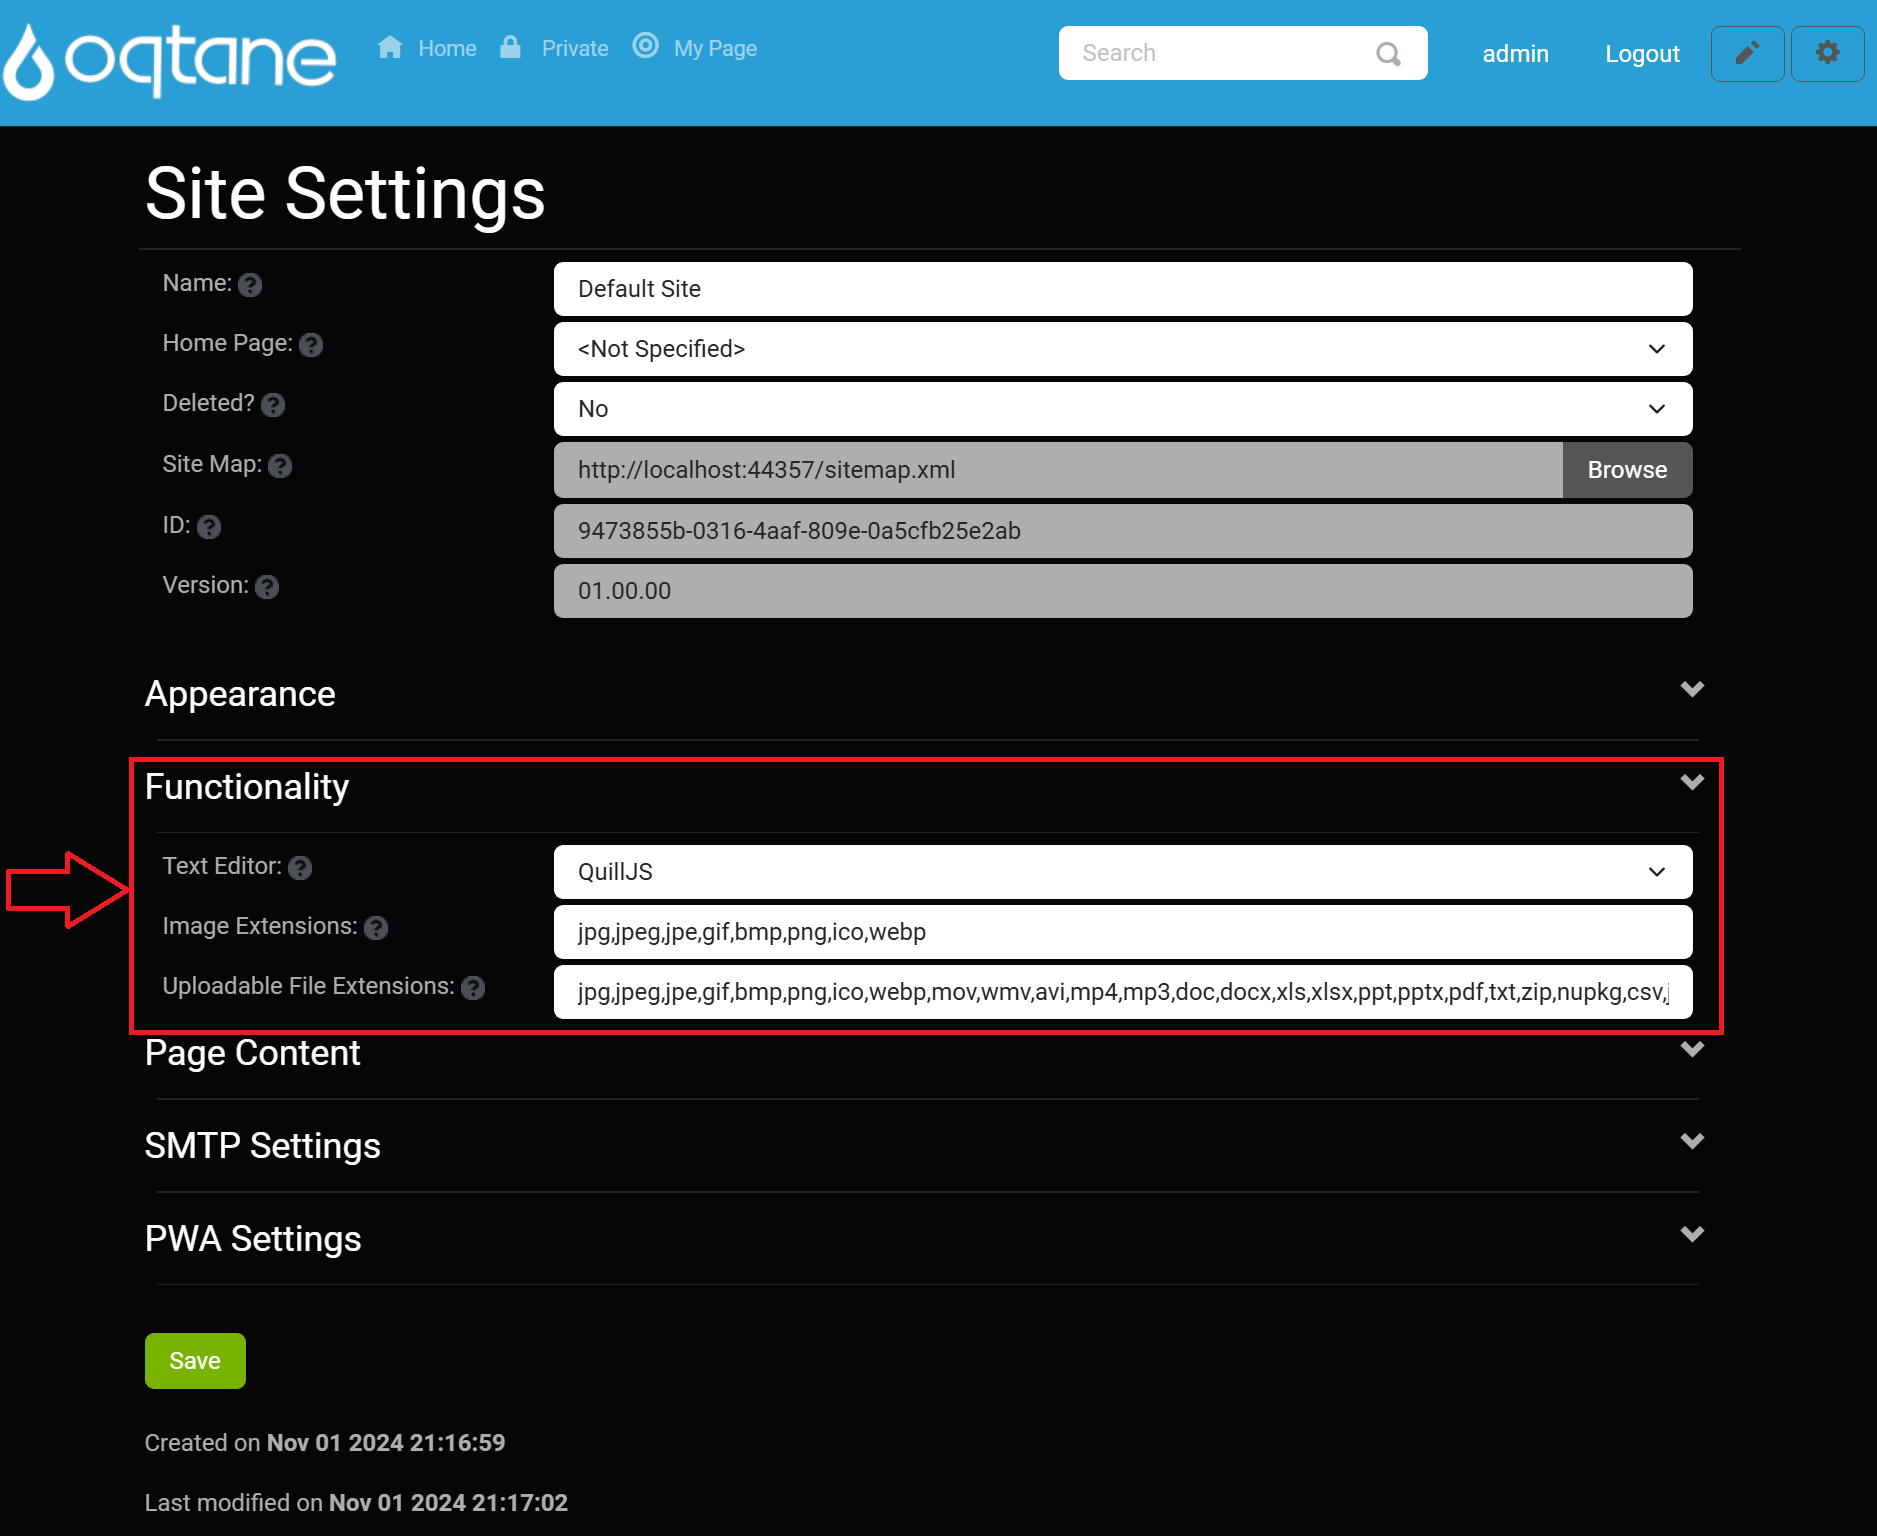 oqtane
Home Private My Page
Search
admin Logout
Site Settings
Name:
Default Site
Home Page:
<Not Specified>
Deleted?
No
Site Map:
http://localhost:44357/sitemap.xml Browse
ID:
9473855b-0316-4aaf-809e-0a5cfb25e2ab
Version:
01.00.00
Appearance
Functionality
Text Editor:
QuillJS
Image Extensions:
jpg,jpeg,jpe,gif,bmp,png,ico,webp
Uploadable File Extensions:
jpg,jpeg,jpe,gif,bmp,png,ico,webp,mov,wmv,avi,mp4,mp3,doc,docx,xls,xlsx,ppt,pptx,pdf,txt,zip,nupkg,csv,j
Page Content
SMTP Settings
PWA Settings
Save
Created on Nov 01 2024 21:16:59
Last modified on Nov 01 2024 21:17:02